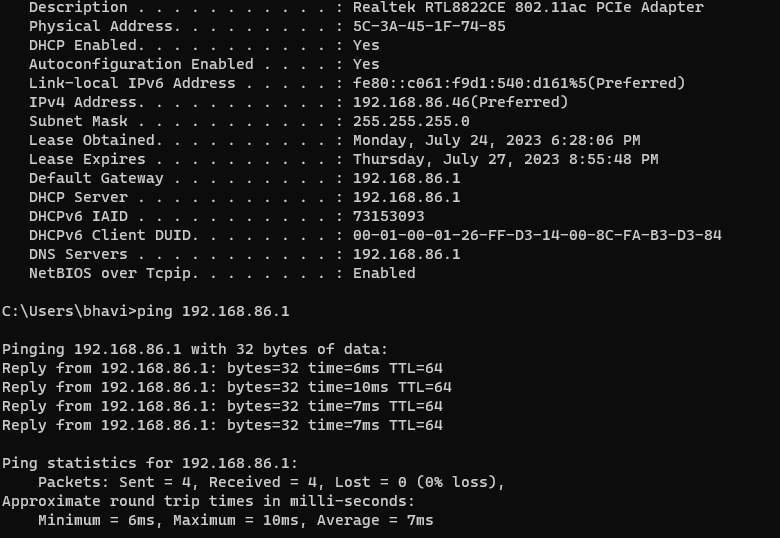 Description . . . . . . . . . . . : Realtek RTL8822CE 802.11ac PCIe Adapter
Physical Address. . . . . . . . . : 5C-3A-45-1F-74-85
DHCP Enabled. . . . . . . . . . . : Yes
Autoconfiguration Enabled . . . . : Yes
Link-local IPv6 Address . . . . . : fe80::c061:f9d1:540:d161%5(Preferred)
IPv4 Address. . . . . . . . . . . : 192.168.86.46(Preferred)
Subnet Mask . . . . . . . . . . . : 255.255.255.0
Lease Obtained. . . . . . . . . . : Monday, July 24, 2023 6:28:06 PM
Lease Expires . . . . . . . . . . : Thursday, July 27, 2023 8:55:48 PM
Default Gateway . . . . . . . . . : 192.168.86.1
DHCP Server . . . . . . . . . . . : 192.168.86.1
DHCPv6 IAID . . . . . . . . . . . : 73153093
DHCPv6 Client DUID. . . . . . . . : 00-01-00-01-26-FF-D3-14-00-8C-FA-B3-D3-84
DNS Servers . . . . . . . . . . . : 192.168.86.1
NetBIOS over Tcpip. . . . . . . . : Enabled
C:\Users\bhavi>ping 192.168.86.1
Pinging 192.168.86.1 with 32 bytes of data:
Reply from 192.168.86.1: bytes=32 time=6ms TTL=64
Reply from 192.168.86.1: bytes=32 time=10ms TTL=64
Reply from 192.168.86.1: bytes=32 time=7ms TTL=64
Reply from 192.168.86.1: bytes=32 time=7ms TTL=64
Ping statistics for 192.168.86.1:
Packets: Sent = 4, Received = 4, Lost = 0 (0% loss),
Approximate round trip times in milli-seconds:
Minimum = 6ms, Maximum = 10ms, Average = 7ms